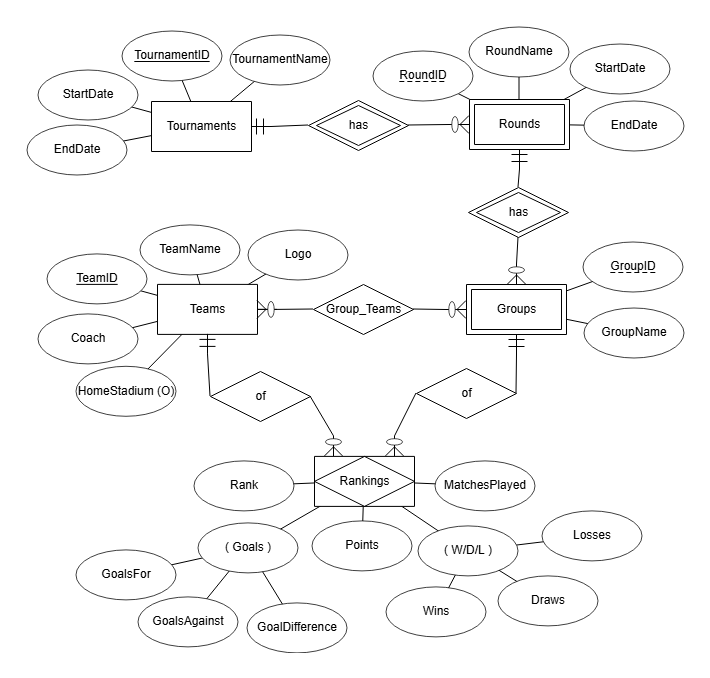 TournamentID
TournamentName
StartDate
EndDate
Tournaments
has
RoundID
RoundName
StartDate
EndDate
Rounds
has
TeamID
TeamName
Logo
Coach
HomeStadium (O)
Teams
Group_Teams
Groups
GroupID
GroupName
of
of
Rankings
Rank
MatchesPlayed
( Goals )
Points
( W/D/L )
GoalsFor
GoalsAgainst
GoalDifference
Wins
Draws
Losses